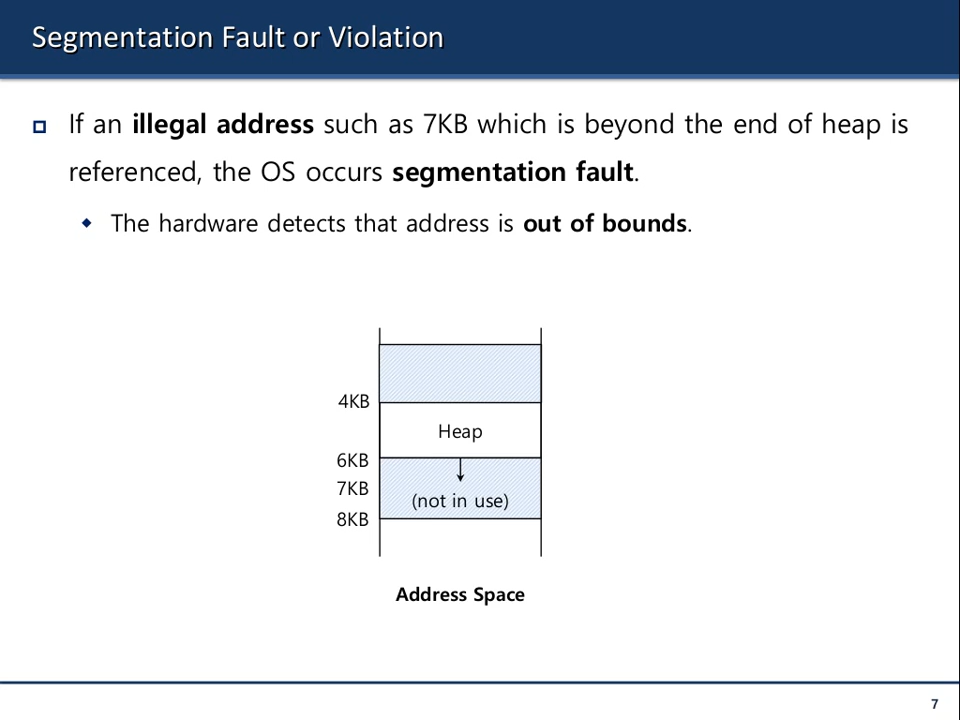 Segmentation Fault or Violation
If an illegal address such as 7KB which is beyond the end of heap is
referenced, the OS occurs segmentation fault.
The hardware detects that address is out of bounds.
4KB
Heap
6KB
7KB
(not in use)
8KB
Address Space
7